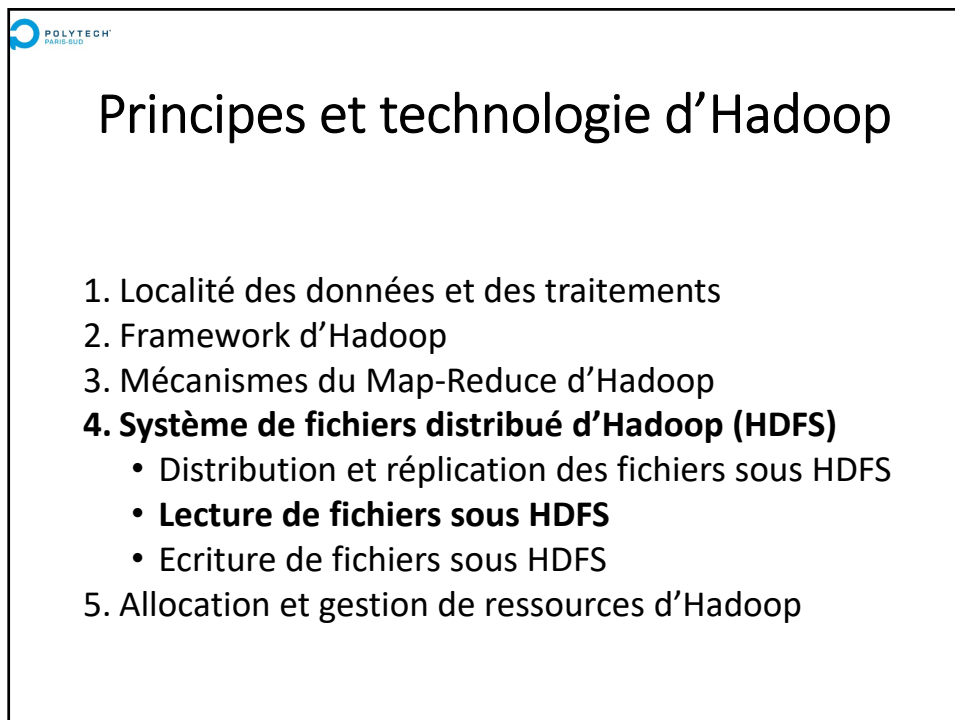 POLYTECH'
PARIS-SUD
Principes et technologie d’Hadoop
1. Localité des données et des traitements
2. Framework d’Hadoop
3. Mécanismes du Map-Reduce d’Hadoop
4. Système de fichiers distribué d’Hadoop (HDFS)
• Distribution et réplication des fichiers sous HDFS
• Lecture de fichiers sous HDFS
• Ecriture de fichiers sous HDFS
5. Allocation et gestion de ressources d’Hadoop